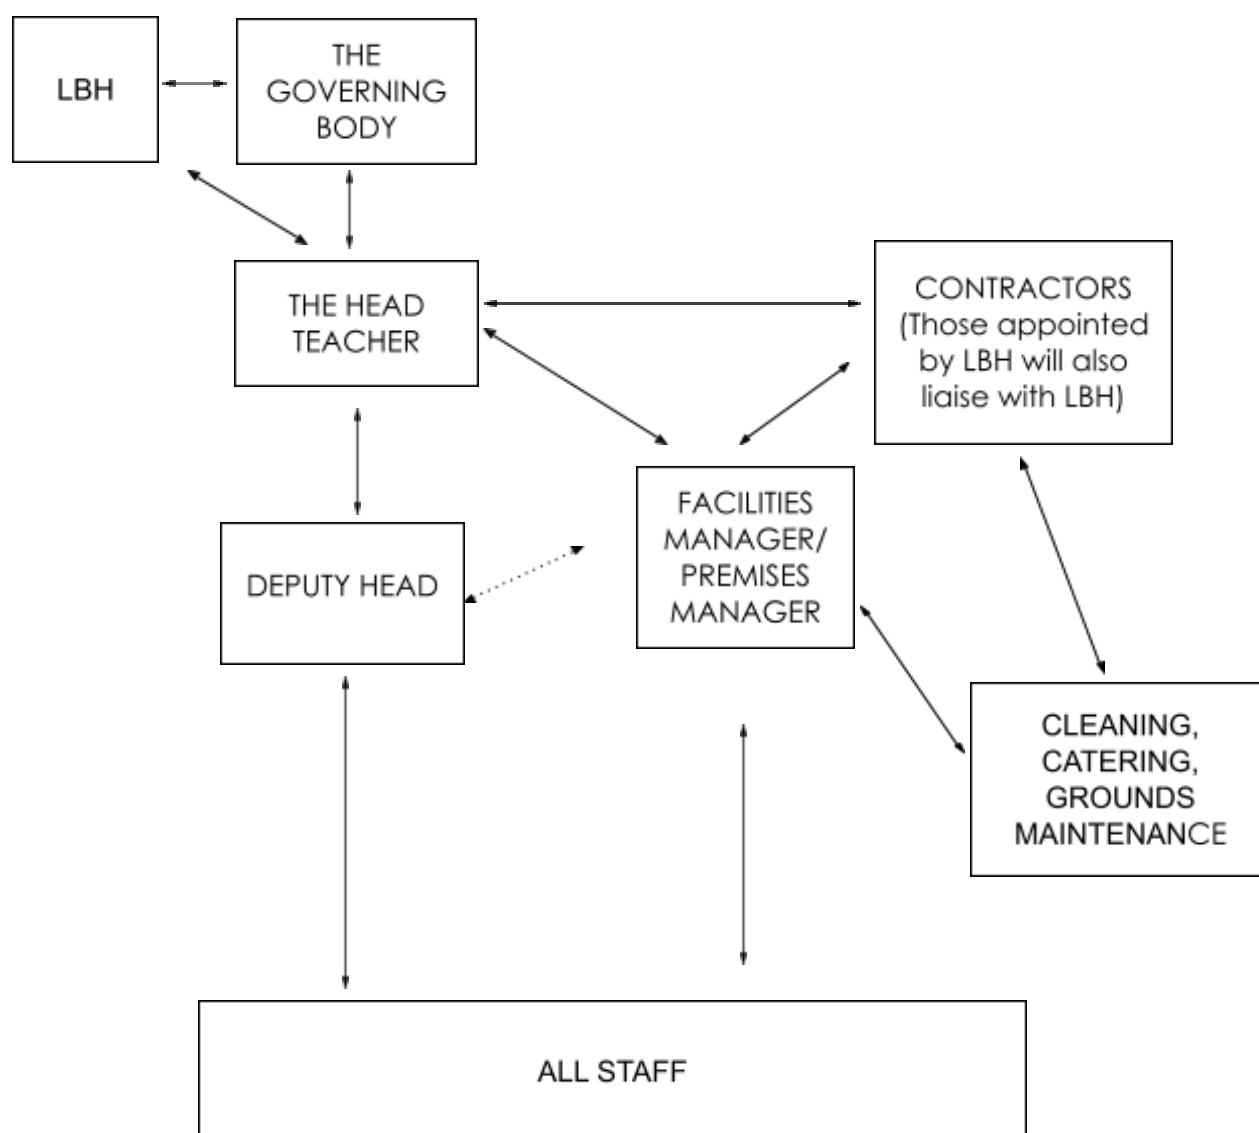 LBH
THE
GOVERNING
BODY
THE HEAD
TEACHER
CONTRACTORS
(Those appointed
by LBH will also
liaise with LBH)
FACILITIES
MANAGER/
PREMISES
MANAGER
DEPUTY HEAD
CLEANING,
CATERING,
GROUNDS
MAINTENANCE
ALL STAFF